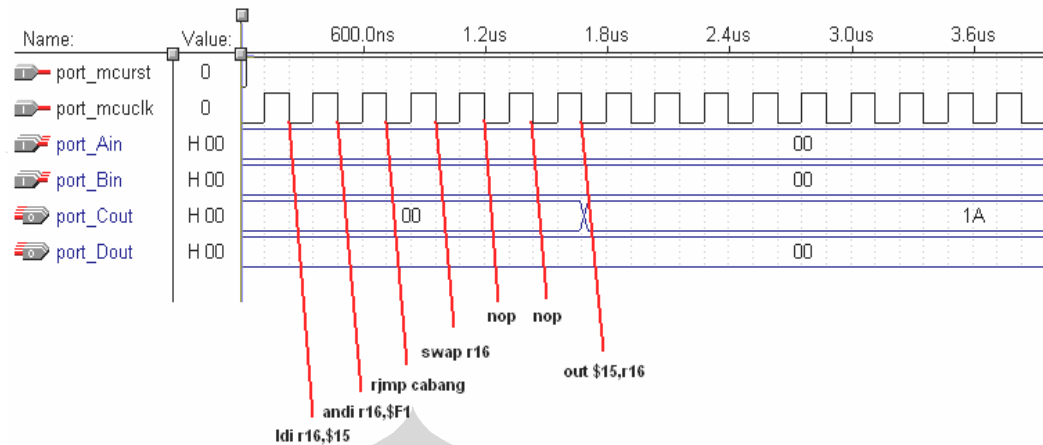 Name: Value: 600.0ns 1.2us 1.8us 2.4us 3.0us 3.6us
port_mcurst 0
port_mcuclk 0
port_Ain H 00 00
port_Bin H 00 00
port_Cout H 00 00 1A
port_Dout H 00 00
nop nop
swap r16
out $15,r16
rjmp cabang
andi r16,$F1
ldi r16,$15